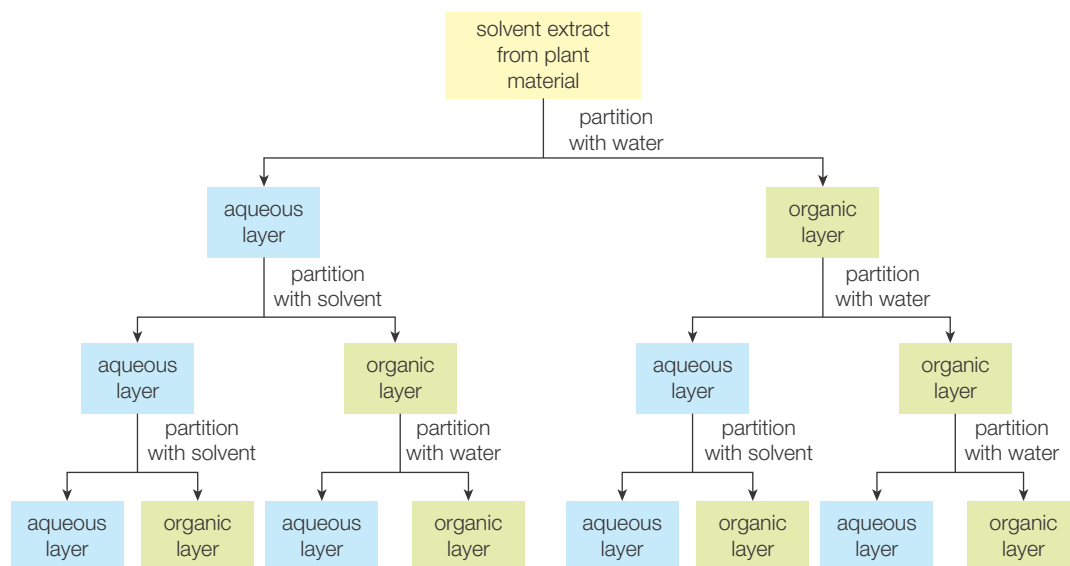 solvent extract
from plant
material
partition
with water
aqueous
layer
organic
layer
partition
with solvent
partition
with water
aqueous
layer
organic
layer
aqueous
layer
organic
layer
partition
with solvent
partition
with water
partition
with solvent
partition
with water
aqueous
layer
organic
layer
aqueous
layer
organic
layer
aqueous
layer
organic
layer
aqueous
layer
organic
layer